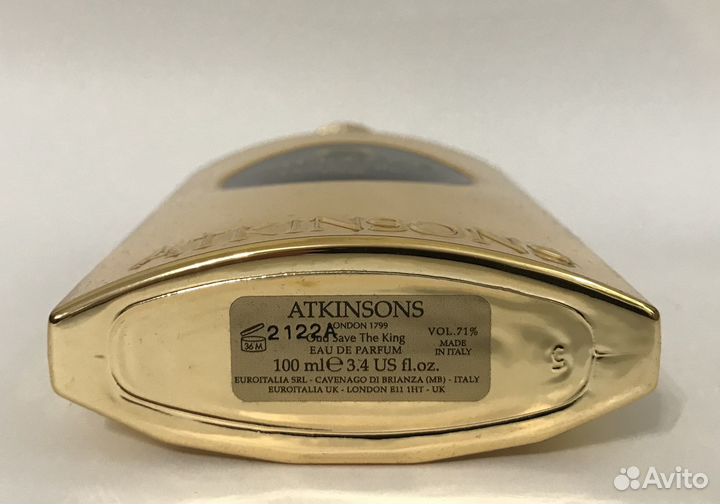 ATKINSONS
ATKINSONS
LONDON 1799
2122A
Oud Save The King
EAU DE PARFUM
36 M
100 ml ℮ 3.4 US fl.oz.
VOL.71%
MADE
IN ITALY
EUROITALIA SRL - CAVENAGO DI BRIANZA (MB) - ITALY
EUROITALIA UK - LONDON E11 1HT - UK
5
Avito